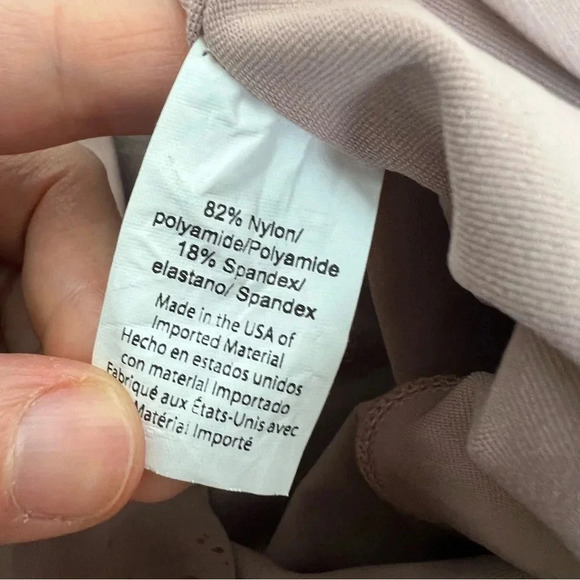 82% Nylon/
polyamide/Polyamide
18% Spandex/
elastano/ Spandex
Made in the USA of
Imported Material
Hecho en estados unidos
con material Importado
Fabriqué aux États-Unis avec
Matérial Importé